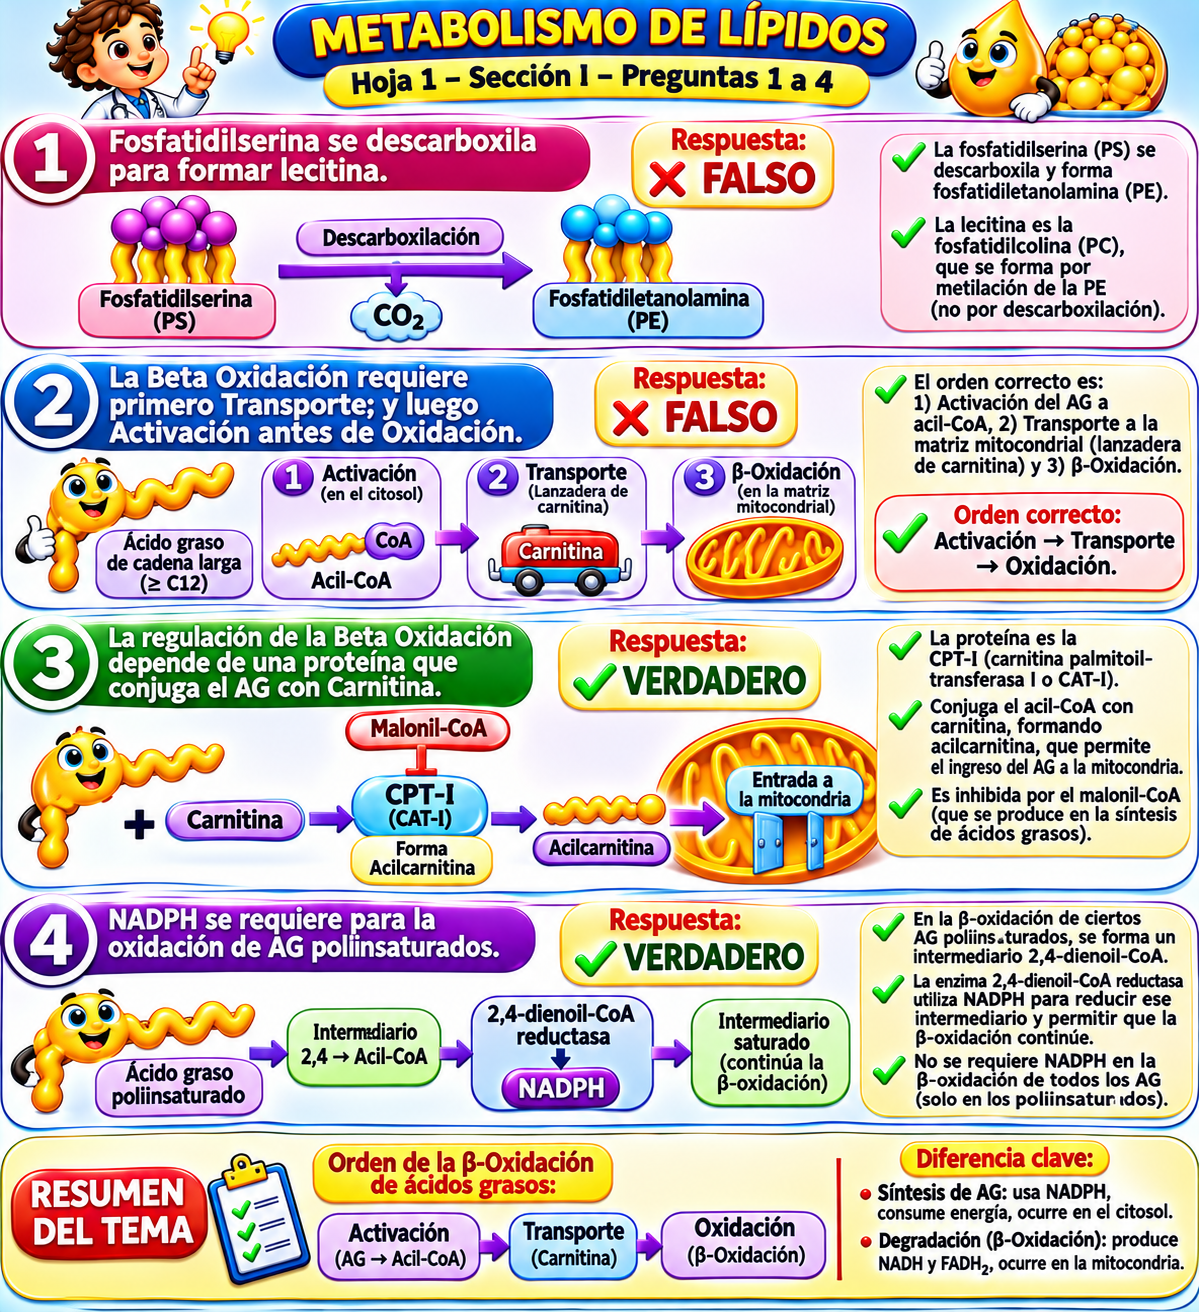 METABOLISMO DE LÍPIDOS
Hoja 1 – Sección I – Preguntas 1 a 4
1
Fosfatidilserina se descarboxila
para formar lecitina.
Respuesta:
FALSO
Fosfatidilserina
(PS)
Descarboxilación
CO₂
Fosfatidiletanolamina
(PE)
La fosfatidilserina (PS) se
descarboxila y forma
fosfatidiletanolamina (PE).
La lecitina es la
fosfatidilcolina (PC),
que se forma por
metilación de la PE
(no por descarboxilación).
2
La Beta Oxidación requiere
primero Transporte; y luego
Activación antes de Oxidación.
Respuesta:
FALSO
Ácido graso
de cadena larga
(≥ C12)
1
Activación
(en el citosol)
CoA
Acil-CoA
2
Transporte
(Lanzadera de
carnitina)
Carnitina
3
β-Oxidación
(en la matriz
mitocondrial)
El orden correcto es:
1) Activación del AG a
acil-CoA, 2) Transporte a la
matriz mitocondrial (lanzadera
de carnitina) y 3) β-Oxidación.
Orden correcto:
Activación → Transporte
→ Oxidación.
3
La regulación de la Beta Oxidación
depende de una proteína que
conjuga el AG con Carnitina.
Respuesta:
VERDADERO
+
Carnitina
Malonil-CoA
CPT-I
(CAT-I)
Forma
Acilcarnitina
Acilcarnitina
Entrada a
la mitocondria
La proteína es la
CPT-I (carnitina palmitoil-
transferasa I o CAT-I).
Conjuga el acil-CoA con
carnitina, formando
acilcarnitina, que permite
el ingreso del AG a la mitocondria.
Es inhibida por el malonil-CoA
(que se produce en la síntesis
de ácidos grasos).
4
NADPH se requiere para la
oxidación de AG poliinsaturados.
Respuesta:
VERDADERO
Ácido graso
poliinsaturado
Intermediario
2,4 → Acil-CoA
2,4-dienoil-CoA
reductasa
NADPH
Intermediario
saturado
(continúa la
β-oxidación)
En la β-oxidación de ciertos
AG poliinsaturados, se forma un
intermediario 2,4-dienoil-CoA.
La enzima 2,4-dienoil-CoA reductasa
utiliza NADPH para reducir ese
intermediario y permitir que la
β-oxidación continúe.
No se requiere NADPH en la
β-oxidación de todos los AG
(solo en los poliinsaturados).
RESUMEN
DEL TEMA
Orden de la β-Oxidación
de ácidos grasos:
Activación
(AG → Acil-CoA)
Transporte
(Carnitina)
Oxidación
(β-Oxidación)
Diferencia clave:
Síntesis de AG: usa NADPH,
consume energía, ocurre en el citosol.
Degradación (β-Oxidación): produce
NADH y FADH₂, ocurre en la mitocondria.